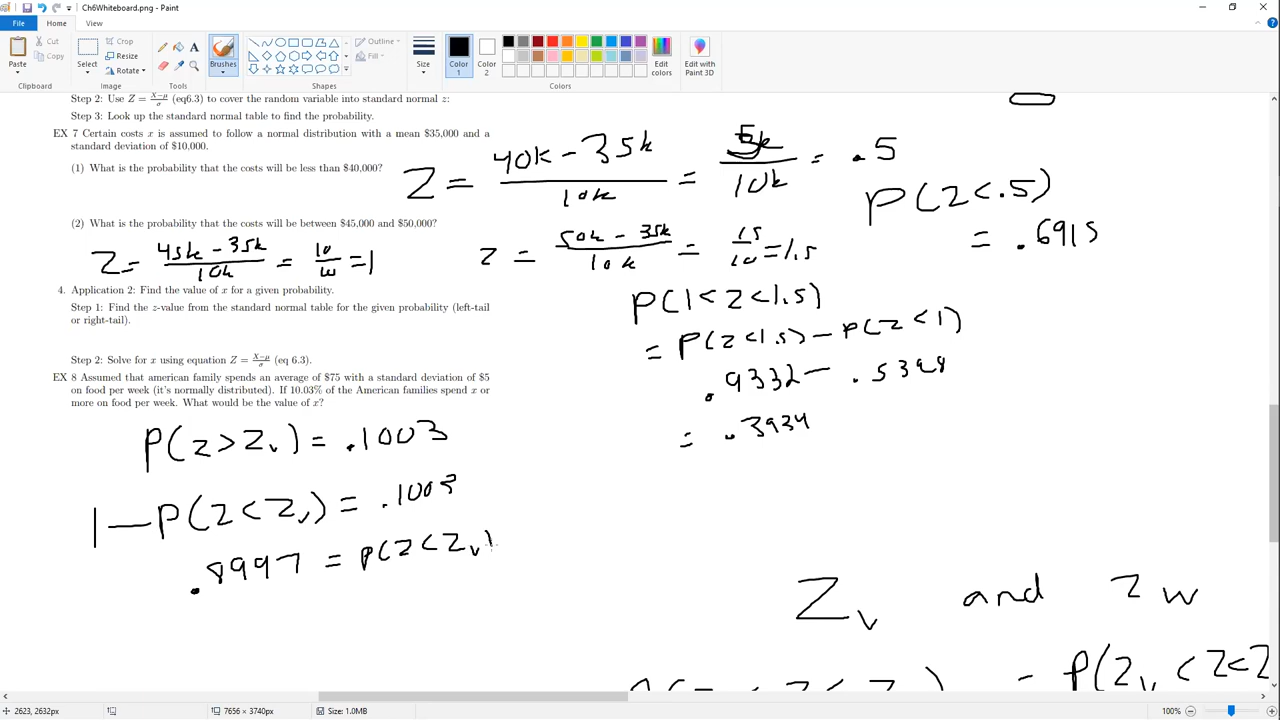 Ch6Whiteboard.png - Paint
File Home View
Paste
Cut
Copy
Clipboard
Select
Crop
Resize
Rotate
Image
A
Tools
Brushes
Shapes
Outline
Fill
Size
Color 1
Color 2
Edit colors
Colors
Edit with Paint 3D
Step 2: Use Z = X−μ/σ (eq6.3) to cover the random variable into standard normal z:
Step 3: Look up the standard normal table to find the probability.
EX 7 Certain costs x is assumed to follow a normal distribution with a mean $35,000 and a
standard deviation of $10,000.
(1) What is the probability that the costs will be less than $40,000?
Z = 40k - 35k / 10k = 5k / 10k = .5
P(Z < .5)
= .6915
(2) What is the probability that the costs will be between $45,000 and $50,000?
Z = 45k - 35k / 10k = 10 / 10 = 1
Z = 50k - 35k / 10k = 15 / 10 = 1.5
P(1 < Z < 1.5)
= P(Z < 1.5) - P(Z < 1)
.9332 - .5398
= .3934
4. Application 2: Find the value of x for a given probability.
Step 1: Find the z-value from the standard normal table for the given probability (left-tail
or right-tail).
Step 2: Solve for x using equation Z = X−μ/σ (eq 6.3).
EX 8 Assumed that american family spends an average of $75 with a standard deviation of $5
on food per week (it's normally distributed). If 10.03% of the American families spend x or
more on food per week. What would be the value of x?
P(Z > Zv) = .1003
1 - P(Z < Zv) = .1003
.8997 = P(Z < Zv)
Zv and Zw
= P(Zv < Z < Z
2623, 2632px
7656 × 3740px
Size: 1.0MB
100%